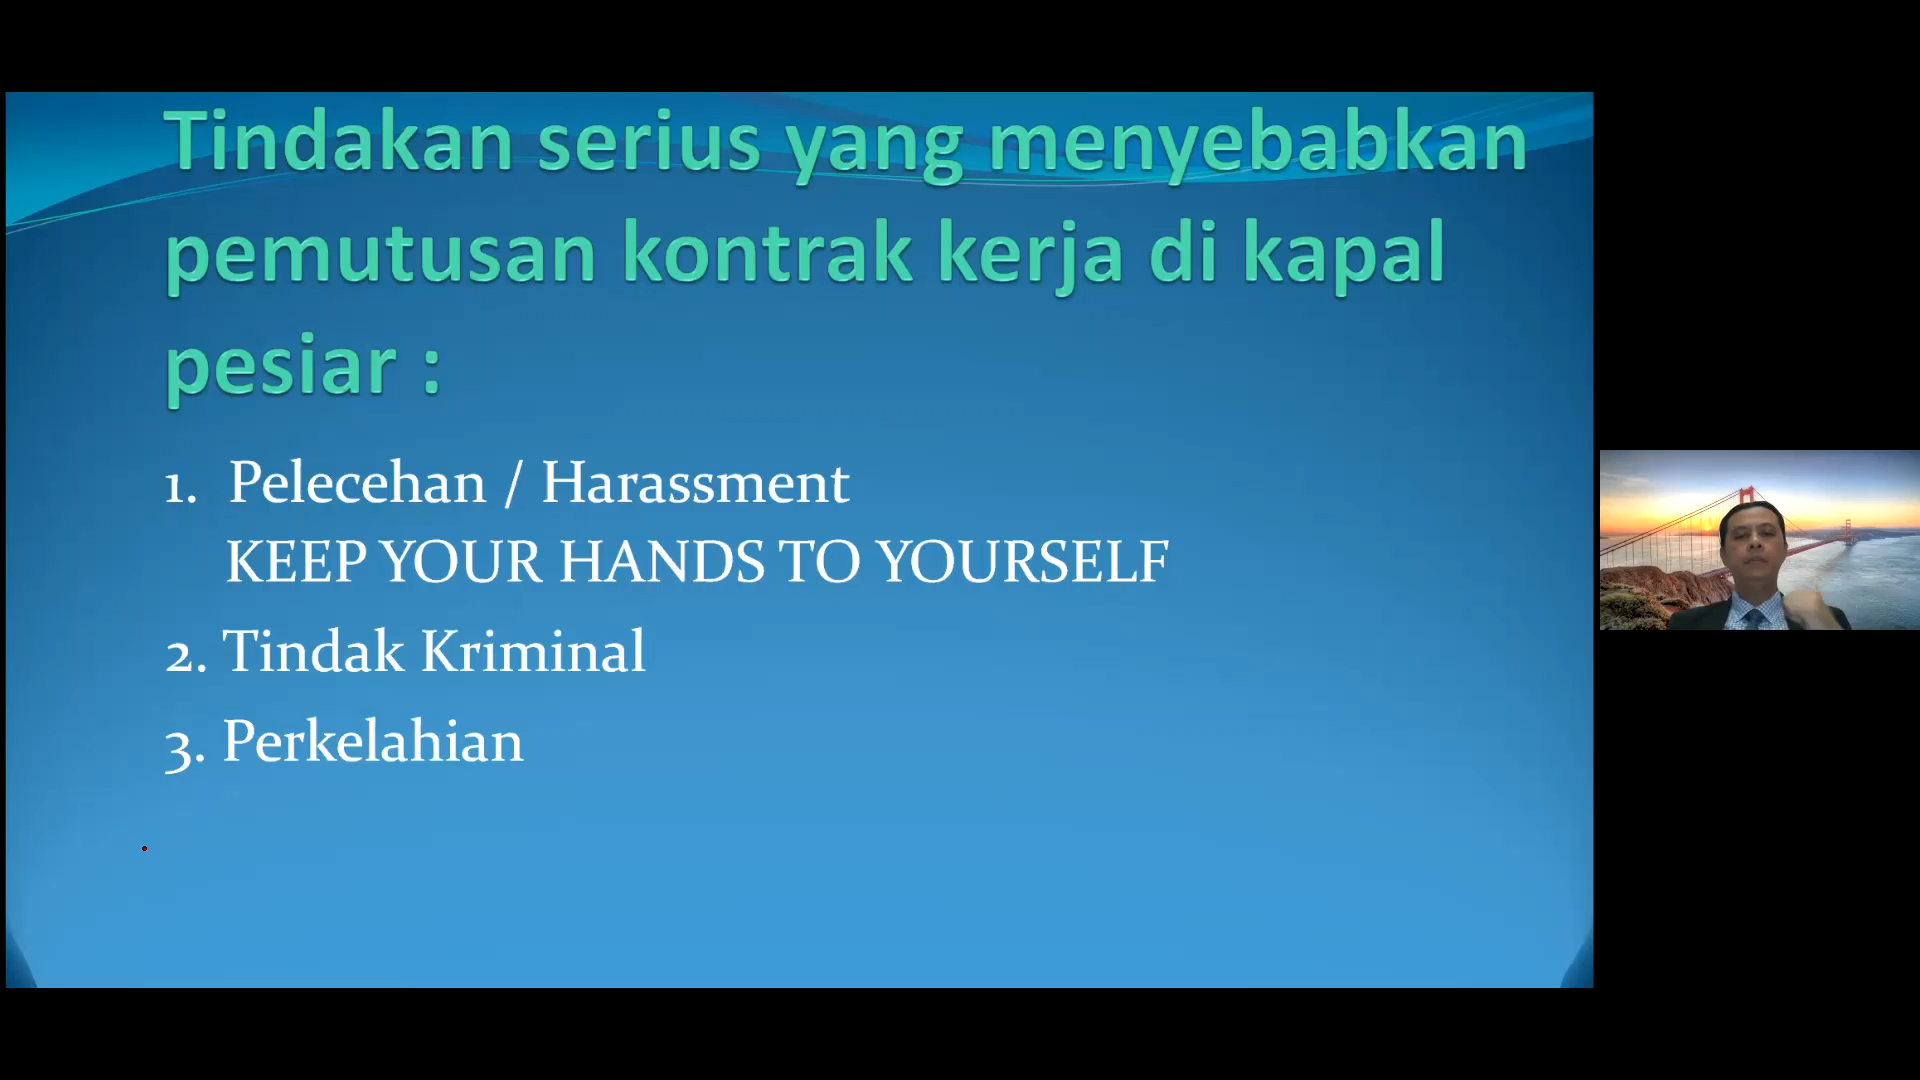 Tindakan serius yang menyebabkan
pemutusan kontrak kerja di kapal
pesiar :
1. Pelecehan / Harassment
KEEP YOUR HANDS TO YOURSELF
2. Tindak Kriminal
3. Perkelahian